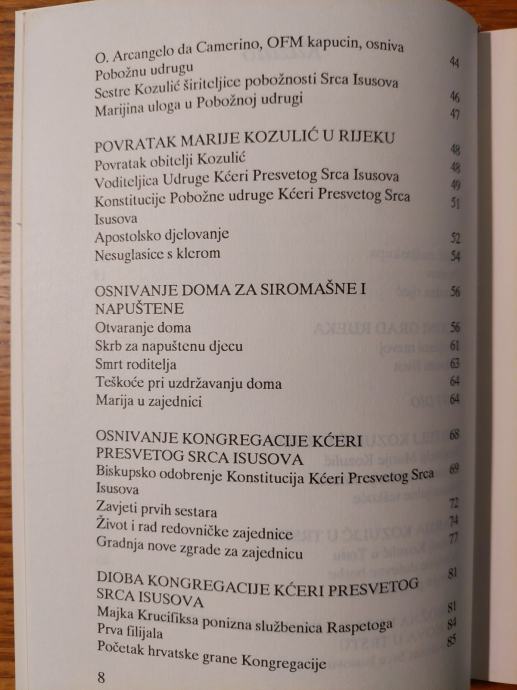 O. Arcangelo da Camerino, OFM kapucin, osniva
Pobožnu udrugu 44
Sestre Kozulić širiteljice pobožnosti Srca Isusova 46
Marijina uloga u Pobožnoj udrugi 47
POVRATAK MARIJE KOZULIĆ U RIJEKU 48
Povratak obitelji Kozulić 48
Voditeljica Udruge Kćeri Presvetog Srca Isusova 49
Konstitucije Pobožne udruge Kćeri Presvetog Srca
Isusova 51
Apostolsko djelovanje 52
Nesuglasice s klerom 54
OSNIVANJE DOMA ZA SIROMAŠNE I
NAPUŠTENE 56
Otvaranje doma 56
Skrb za napuštenu djecu 61
Smrt roditelja 63
Teškoće pri uzdržavanju doma 64
Marija u zajednici 64
OSNIVANJE KONGREGACIJE KĆERI
PRESVETOG SRCA ISUSOVA 68
Biskupsko odobrenje Konstitucija Kćeri Presvetog Srca
Isusova 69
Zavjeti prvih sestara 72
Život i rad redovničke zajednice 74
Gradnja nove zgrade za zajednicu 77
DIOBA KONGREGACIJE KĆERI PRESVETOG
SRCA ISUSOVA 81
Majka Krucifiksa ponizna službenica Raspetoga 81
Prva filijala 84
Početak hrvatske grane Kongregacije 85
8